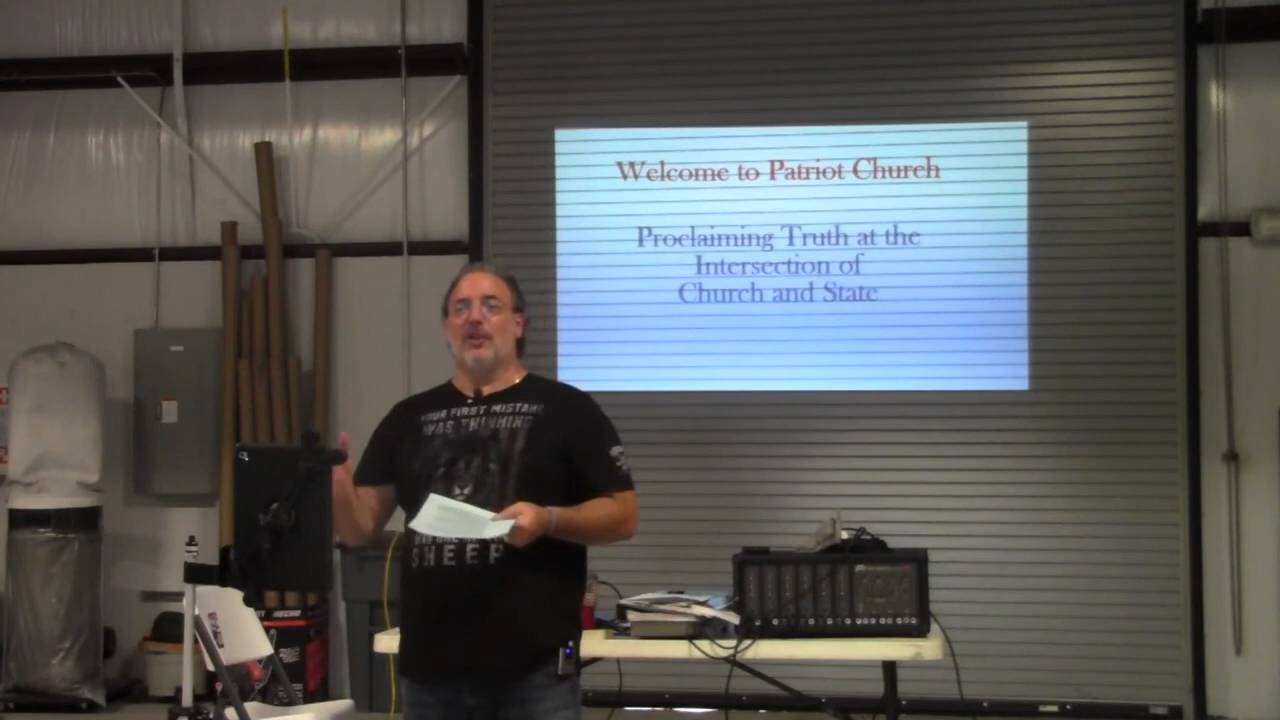 Welcome to Patriot Church
Proclaiming Truth at the
Intersection of
Church and State
YOUR FIRST MISTAKE
WAS THINKING
SHEEP